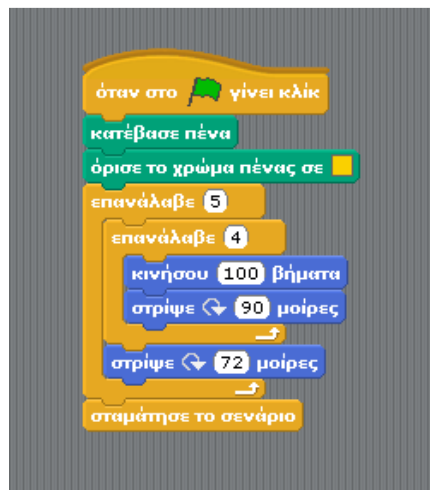 όταν στο γίνει κλίκ
κατέβασε πένα
όρισε το χρώμα πένας σε
επανάλαβε 5
επανάλαβε 4
κινήσου 100 βήματα
στρίψε 90 μοίρες
στρίψε 72 μοίρες
σταμάτησε το σενάριο